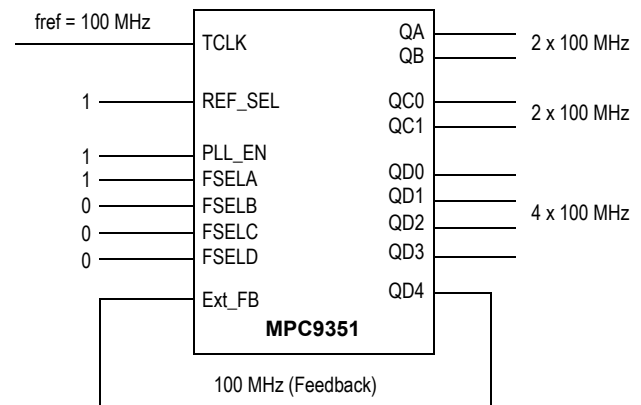 fref = 100 MHz
TCLK
QA
QB
2 x 100 MHz
1
REF_SEL
QC0
QC1
2 x 100 MHz
1
PLL_EN
1
FSELA
0
FSELB
0
FSELC
0
FSELD
QD0
QD1
QD2
QD3
4 x 100 MHz
Ext_FB
QD4
MPC9351
100 MHz (Feedback)